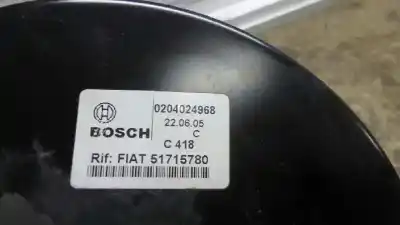 0204024968
22.06.05
BOSCH C
C 418
Rif: FIAT 51715780